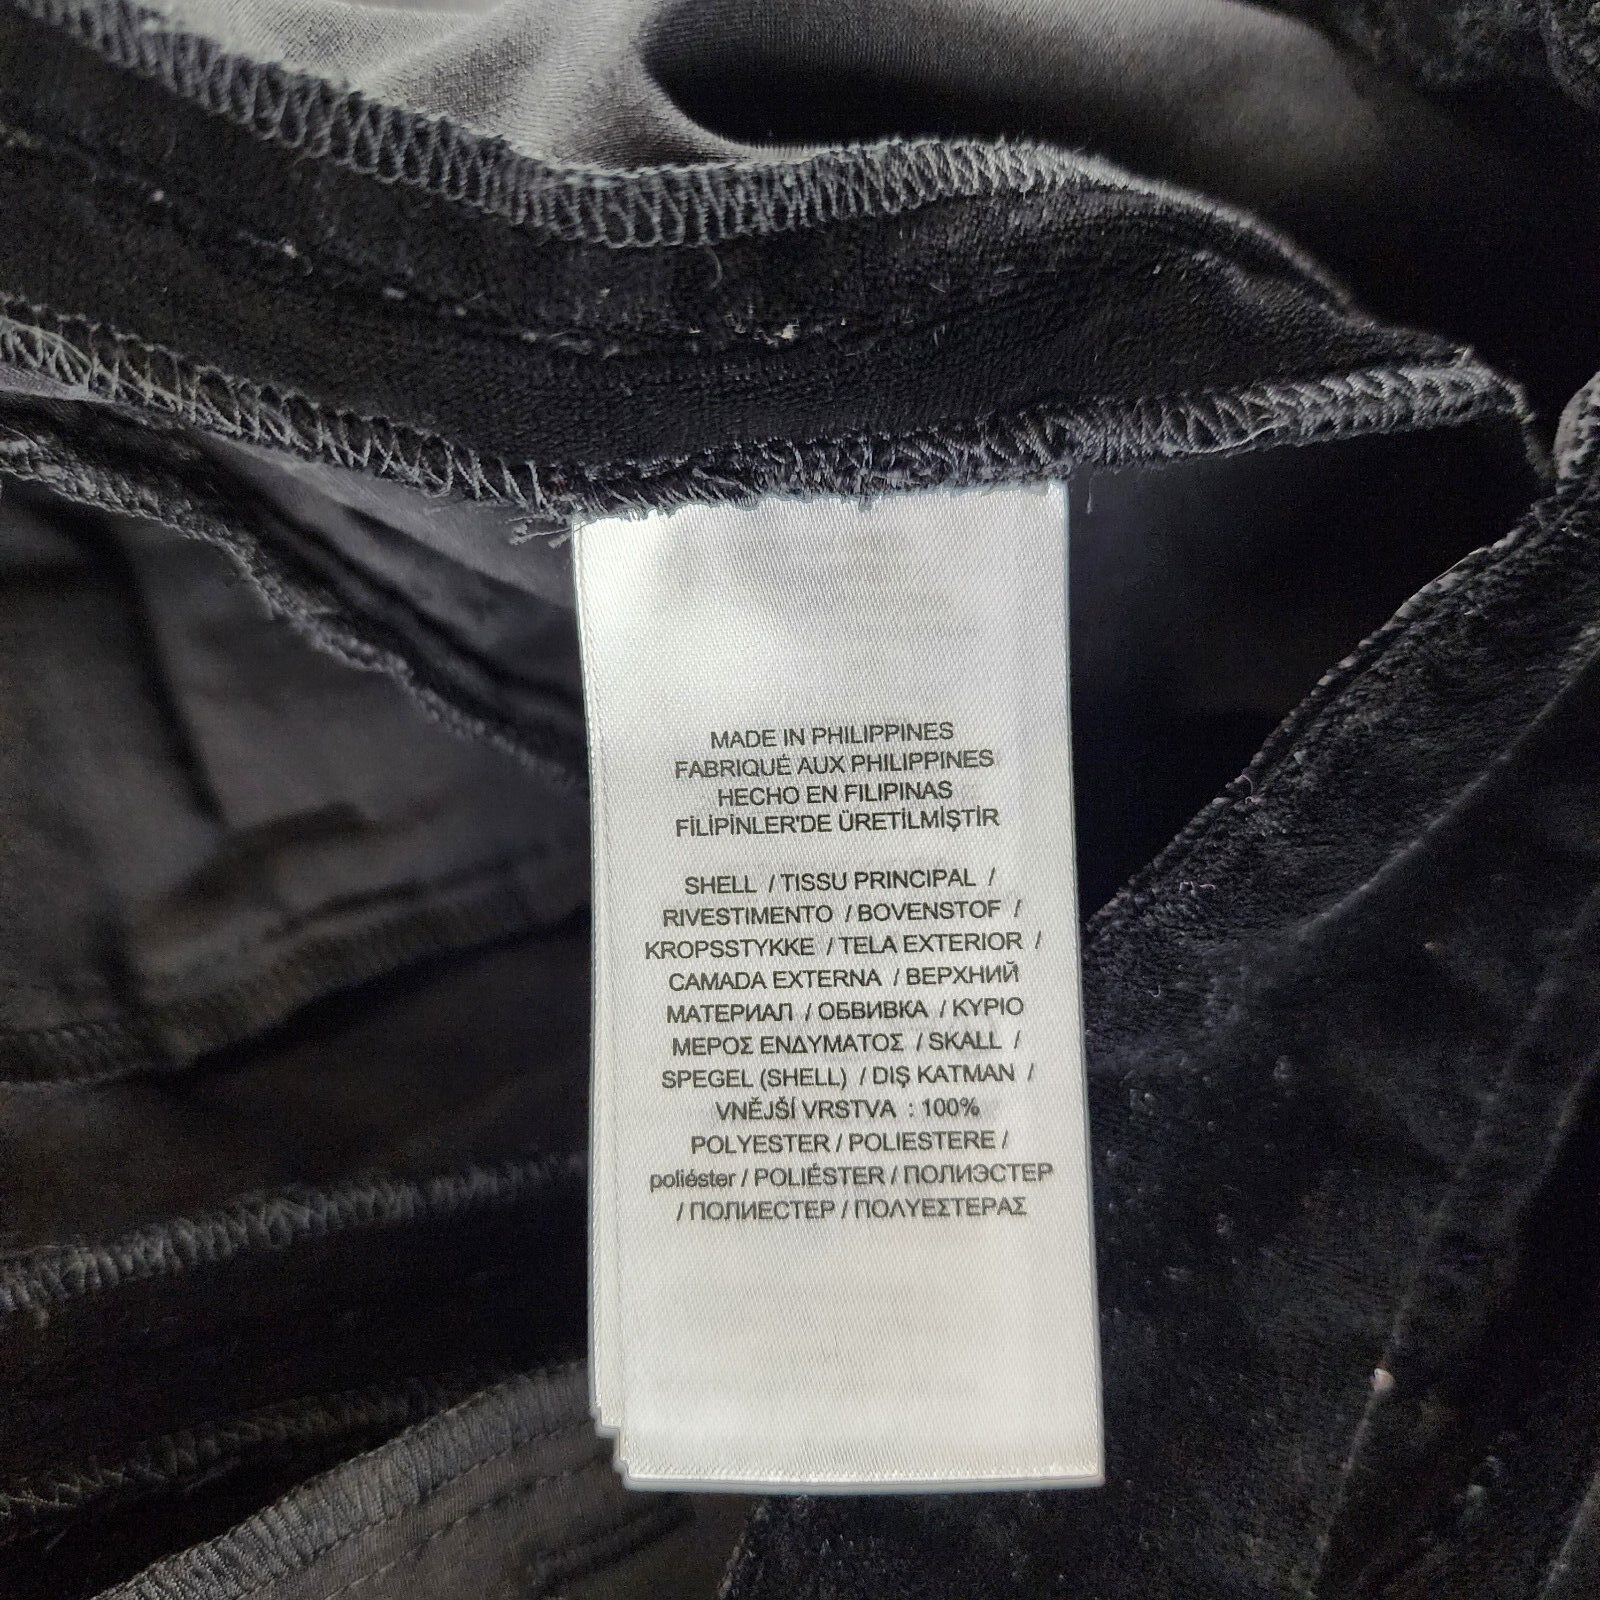 MADE IN PHILIPPINES
FABRIQUÉ AUX PHILIPPINES
HECHO EN FILIPINAS
FİLİPİNLER'DE ÜRETİLMİŞTİR
SHELL / TISSU PRINCIPAL /
RIVESTIMENTO / BOVENSTOF /
KROPSSTYKKE / TELA EXTERIOR /
CAMADA EXTERNA / ВЕРХНИЙ
МАТЕРИАЛ / ОБВИВКА / ΚΥΡΙΟ
ΜΕΡΟΣ ΕΝΔΥΜΑΤΟΣ / SKALL /
SPEGEL (SHELL) / DIŞ KATMAN /
VNĚJŠÍ VRSTVA : 100%
POLYESTER / POLIESTERE /
poliéster / POLIÉSTER / ПОЛИЭСТЕР
/ ПОЛИЕСТЕР / ΠΟΛΥΕΣΤΕΡΑΣ